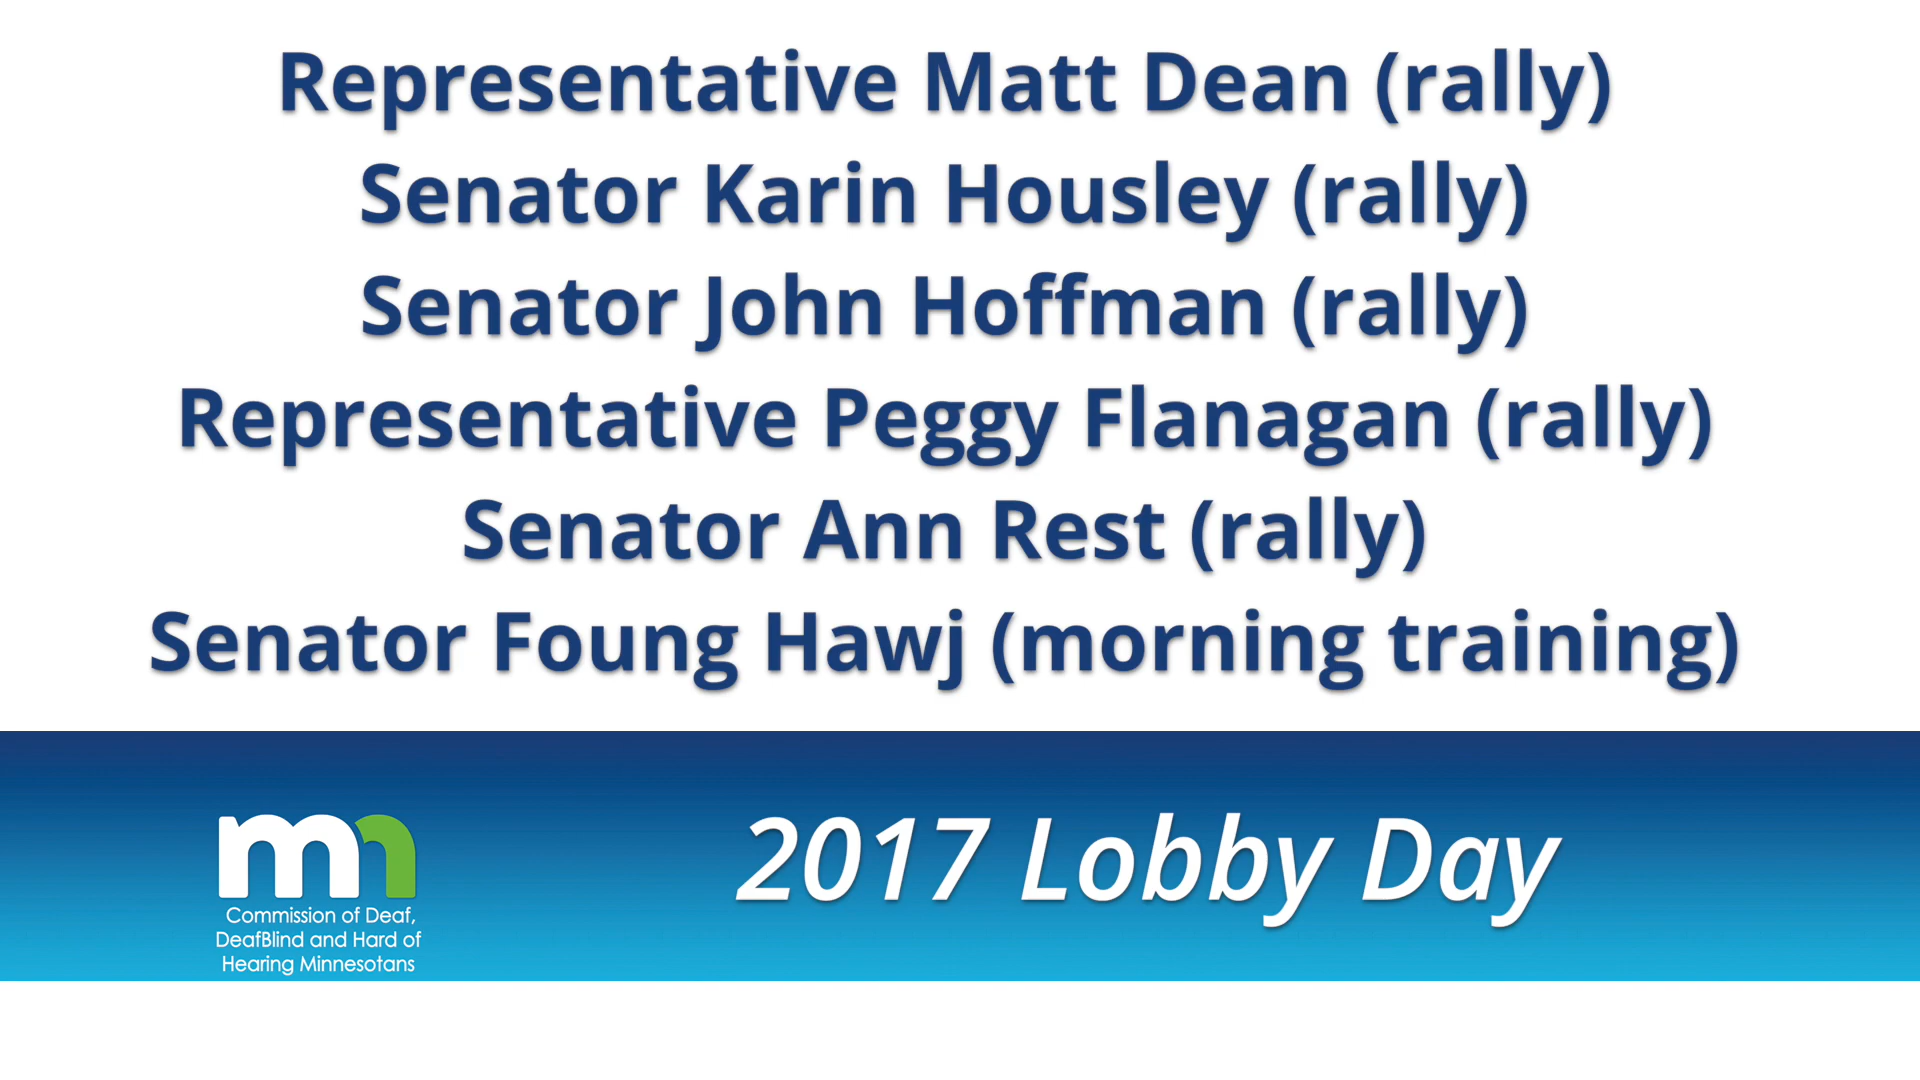 Representative Matt Dean (rally)
Senator Karin Housley (rally)
Senator John Hoffman (rally)
Representative Peggy Flanagan (rally)
Senator Ann Rest (rally)
Senator Foung Hawj (morning training)
mn
Commission of Deaf,
DeafBlind and Hard of
Hearing Minnesotans
2017 Lobby Day